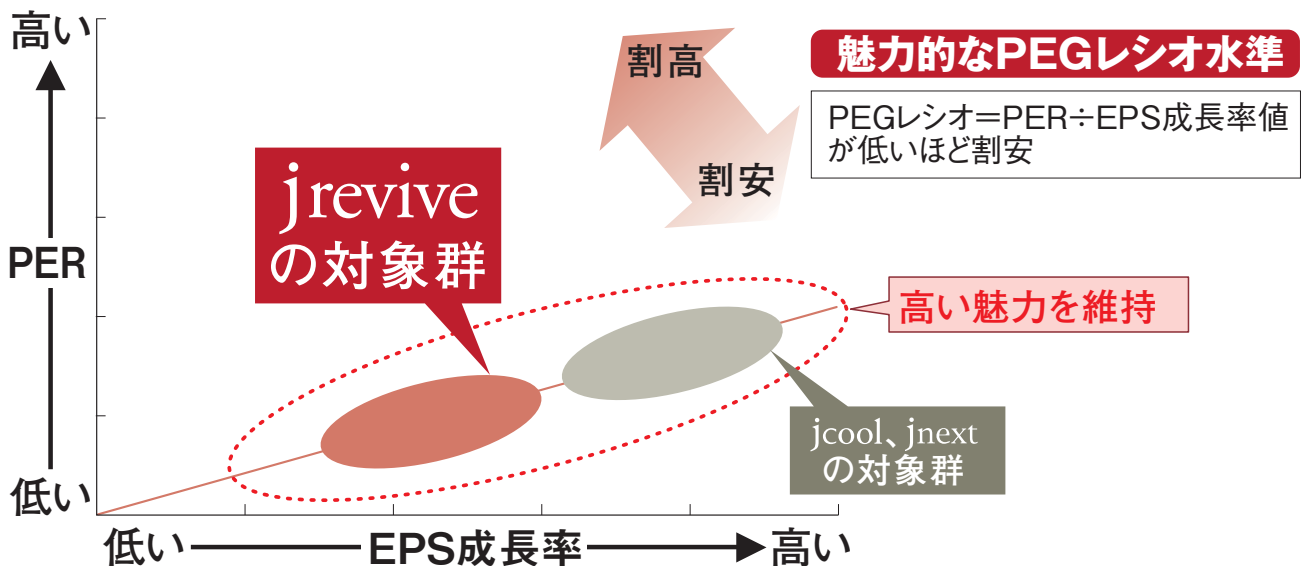 高い
PER
低い
割高
割安
魅力的なPEGレシオ水準
PEGレシオ=PER÷EPS成長率値
が低いほど割安
jrevive
の対象群
高い魅力を維持
jcool、jnext
の対象群
低い
EPS成長率
高い